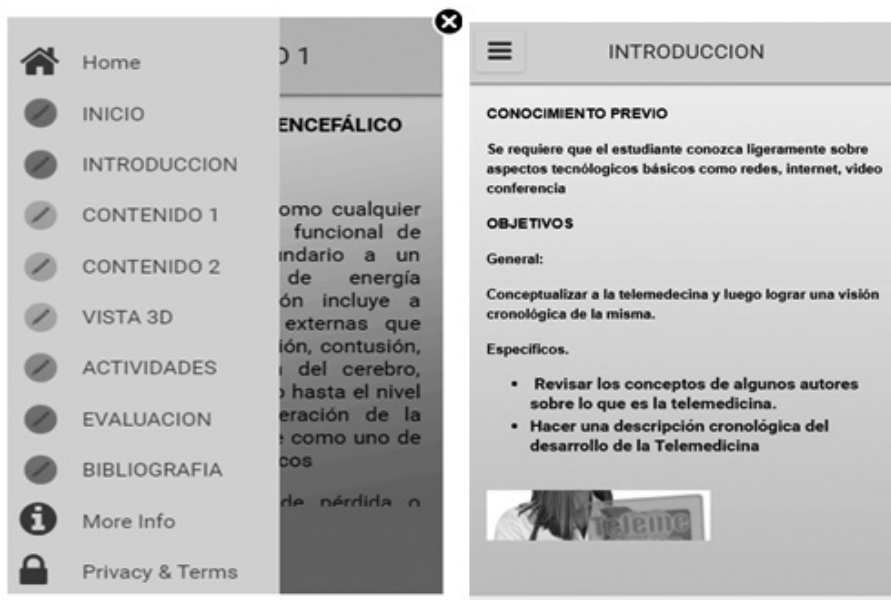 Home
INICIO
INTRODUCCION
CONTENIDO 1
CONTENIDO 2
VISTA 3D
ACTIVIDADES
EVALUACION
BIBLIOGRAFIA
More Info
Privacy & Terms
O 1
ENCEFÁLICO
omo cualquier
funcional de
undario a un
de energía
ón incluye a
externas que
ión, contusión,
del cerebro,
o hasta el nivel
eración de la
e como uno de
cos
de pérdida o
INTRODUCCION
CONOCIMIENTO PREVIO
Se requiere que el estudiante conozca ligeramente sobre
aspectos tecnólogicos básicos como redes, internet, video
conferencia
OBJETIVOS
General:
Conceptualizar a la telemedecina y luego lograr una visión
cronológica de la misma.
Específicos.
• Revisar los conceptos de algunos autores
sobre lo que es la telemedicina.
• Hacer una descripción cronológica del
desarrollo de la Telemedicina
Teleme